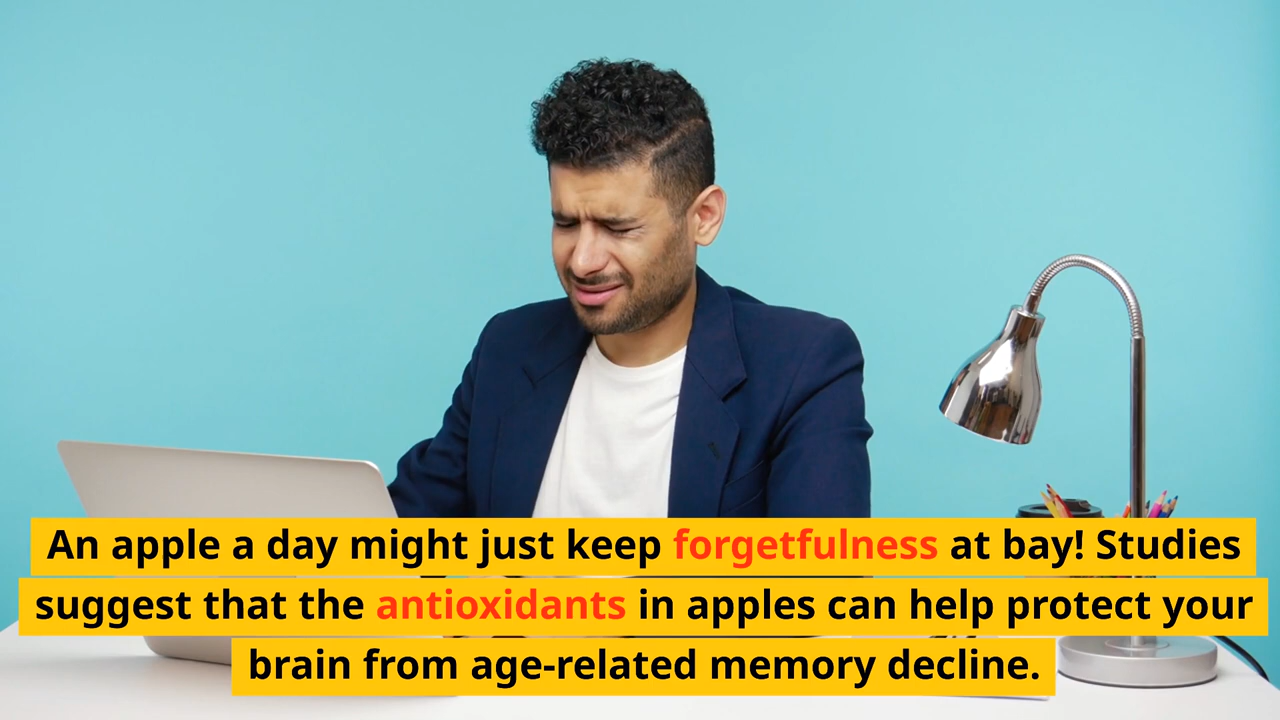 An apple a day might just keep forgetfulness at bay! Studies
suggest that the antioxidants in apples can help protect your
brain from age-related memory decline.